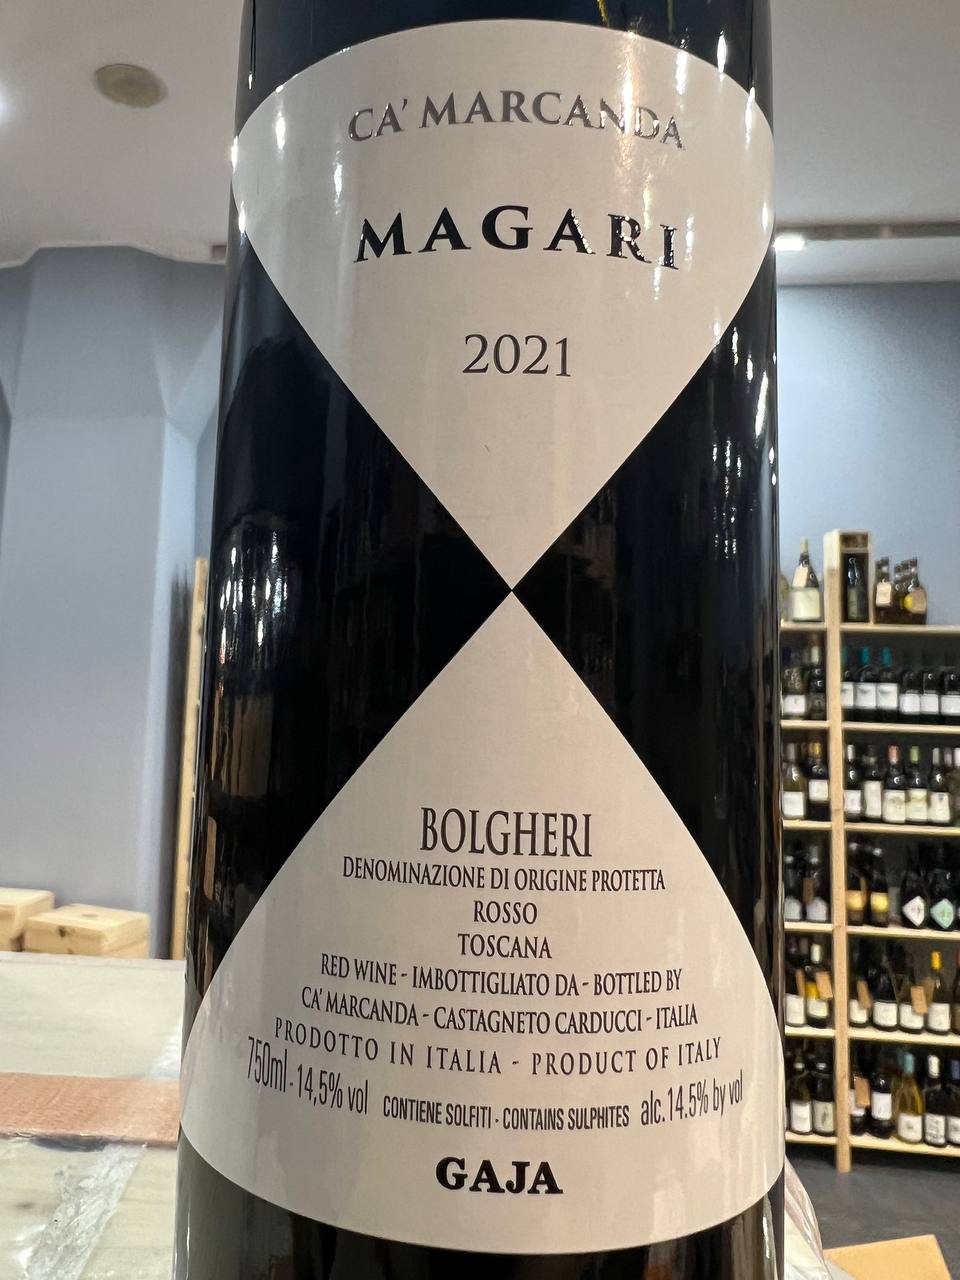 CA' MARCANDA
MAGARI
2021
BOLGHERI
DENOMINAZIONE DI ORIGINE PROTETTA
ROSSO
TOSCANA
RED WINE - IMBOTTIGLIATO DA - BOTTLED BY
CA' MARCANDA - CASTAGNETO CARDUCCI - ITALIA
PRODOTTO IN ITALIA - PRODUCT OF ITALY
750ml - 14,5% vol CONTIENE SOLFITI - CONTAINS SULPHITES alc. 14.5% by vol
GAJA